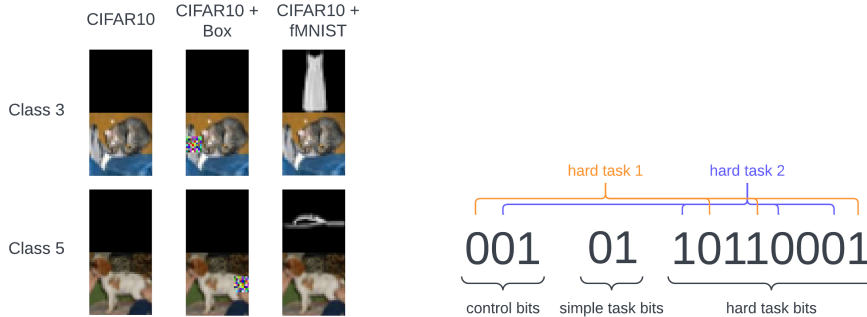 CIFAR10
CIFAR10 +
Box
CIFAR10 +
fMNIST
Class 3
Class 5
hard task 1
hard task 2
001 01 10110001
control bits
simple task bits
hard task bits